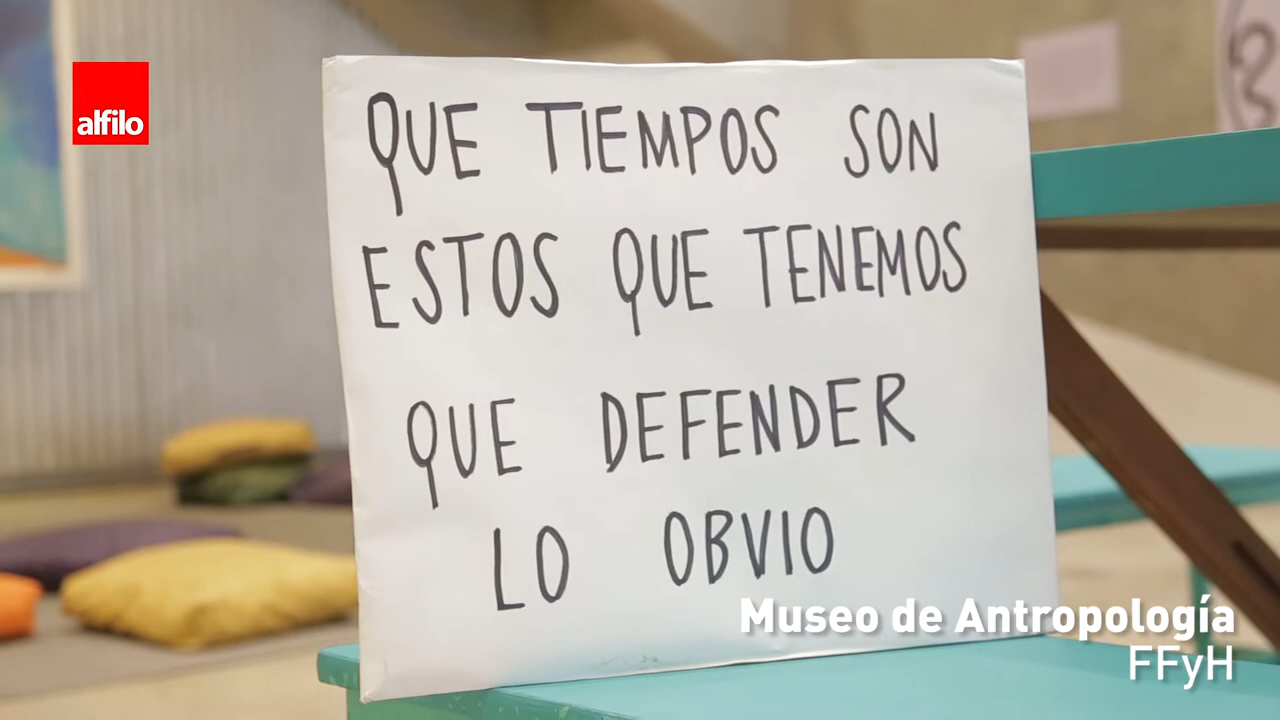 alfilo
QUE TIEMPOS SON
ESTOS QUE TENEMOS
QUE DEFENDER
LO OBVIO
Museo de Antropología
FFyH